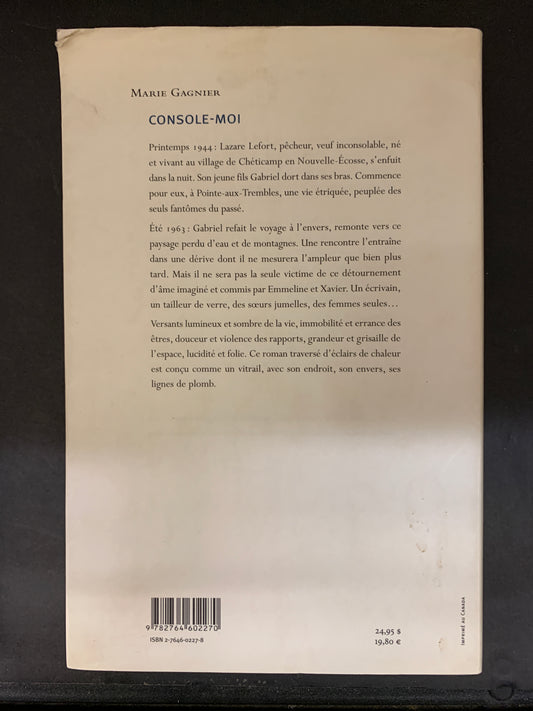 Marie Gagnier
CONSOLE-MOI
Printemps 1944 : Lazare Lefort, pêcheur, veuf inconsolable, né
et vivant au village de Chéticamp en Nouvelle-Écosse, s'enfuit
dans la nuit. Son jeune fils Gabriel dort dans ses bras. Commence
pour eux, à Pointe-aux-Trembles, une vie étriquée, peuplée des
seuls fantômes du passé.
Été 1963 : Gabriel refait le voyage à l'envers, remonte vers ce
paysage perdu d'eau et de montagnes. Une rencontre l'entraîne
dans une dérive dont il ne mesurera l'ampleur que bien plus
tard. Mais il ne sera pas la seule victime de ce détournement
d'âme imaginé et commis par Emmeline et Xavier. Un écrivain,
un tailleur de verre, des sœurs jumelles, des femmes seules…
Versants lumineux et sombre de la vie, immobilité et errance des
êtres, douceur et violence des rapports, grandeur et grisaille de
l'espace, lucidité et folie. Ce roman traversé d'éclairs de chaleur
est conçu comme un vitrail, avec son endroit, son envers, ses
lignes de plomb.
9 782764 602270
ISBN 2-7646-0227-8
24,95 $
19,80 €
Imprimé au Canada